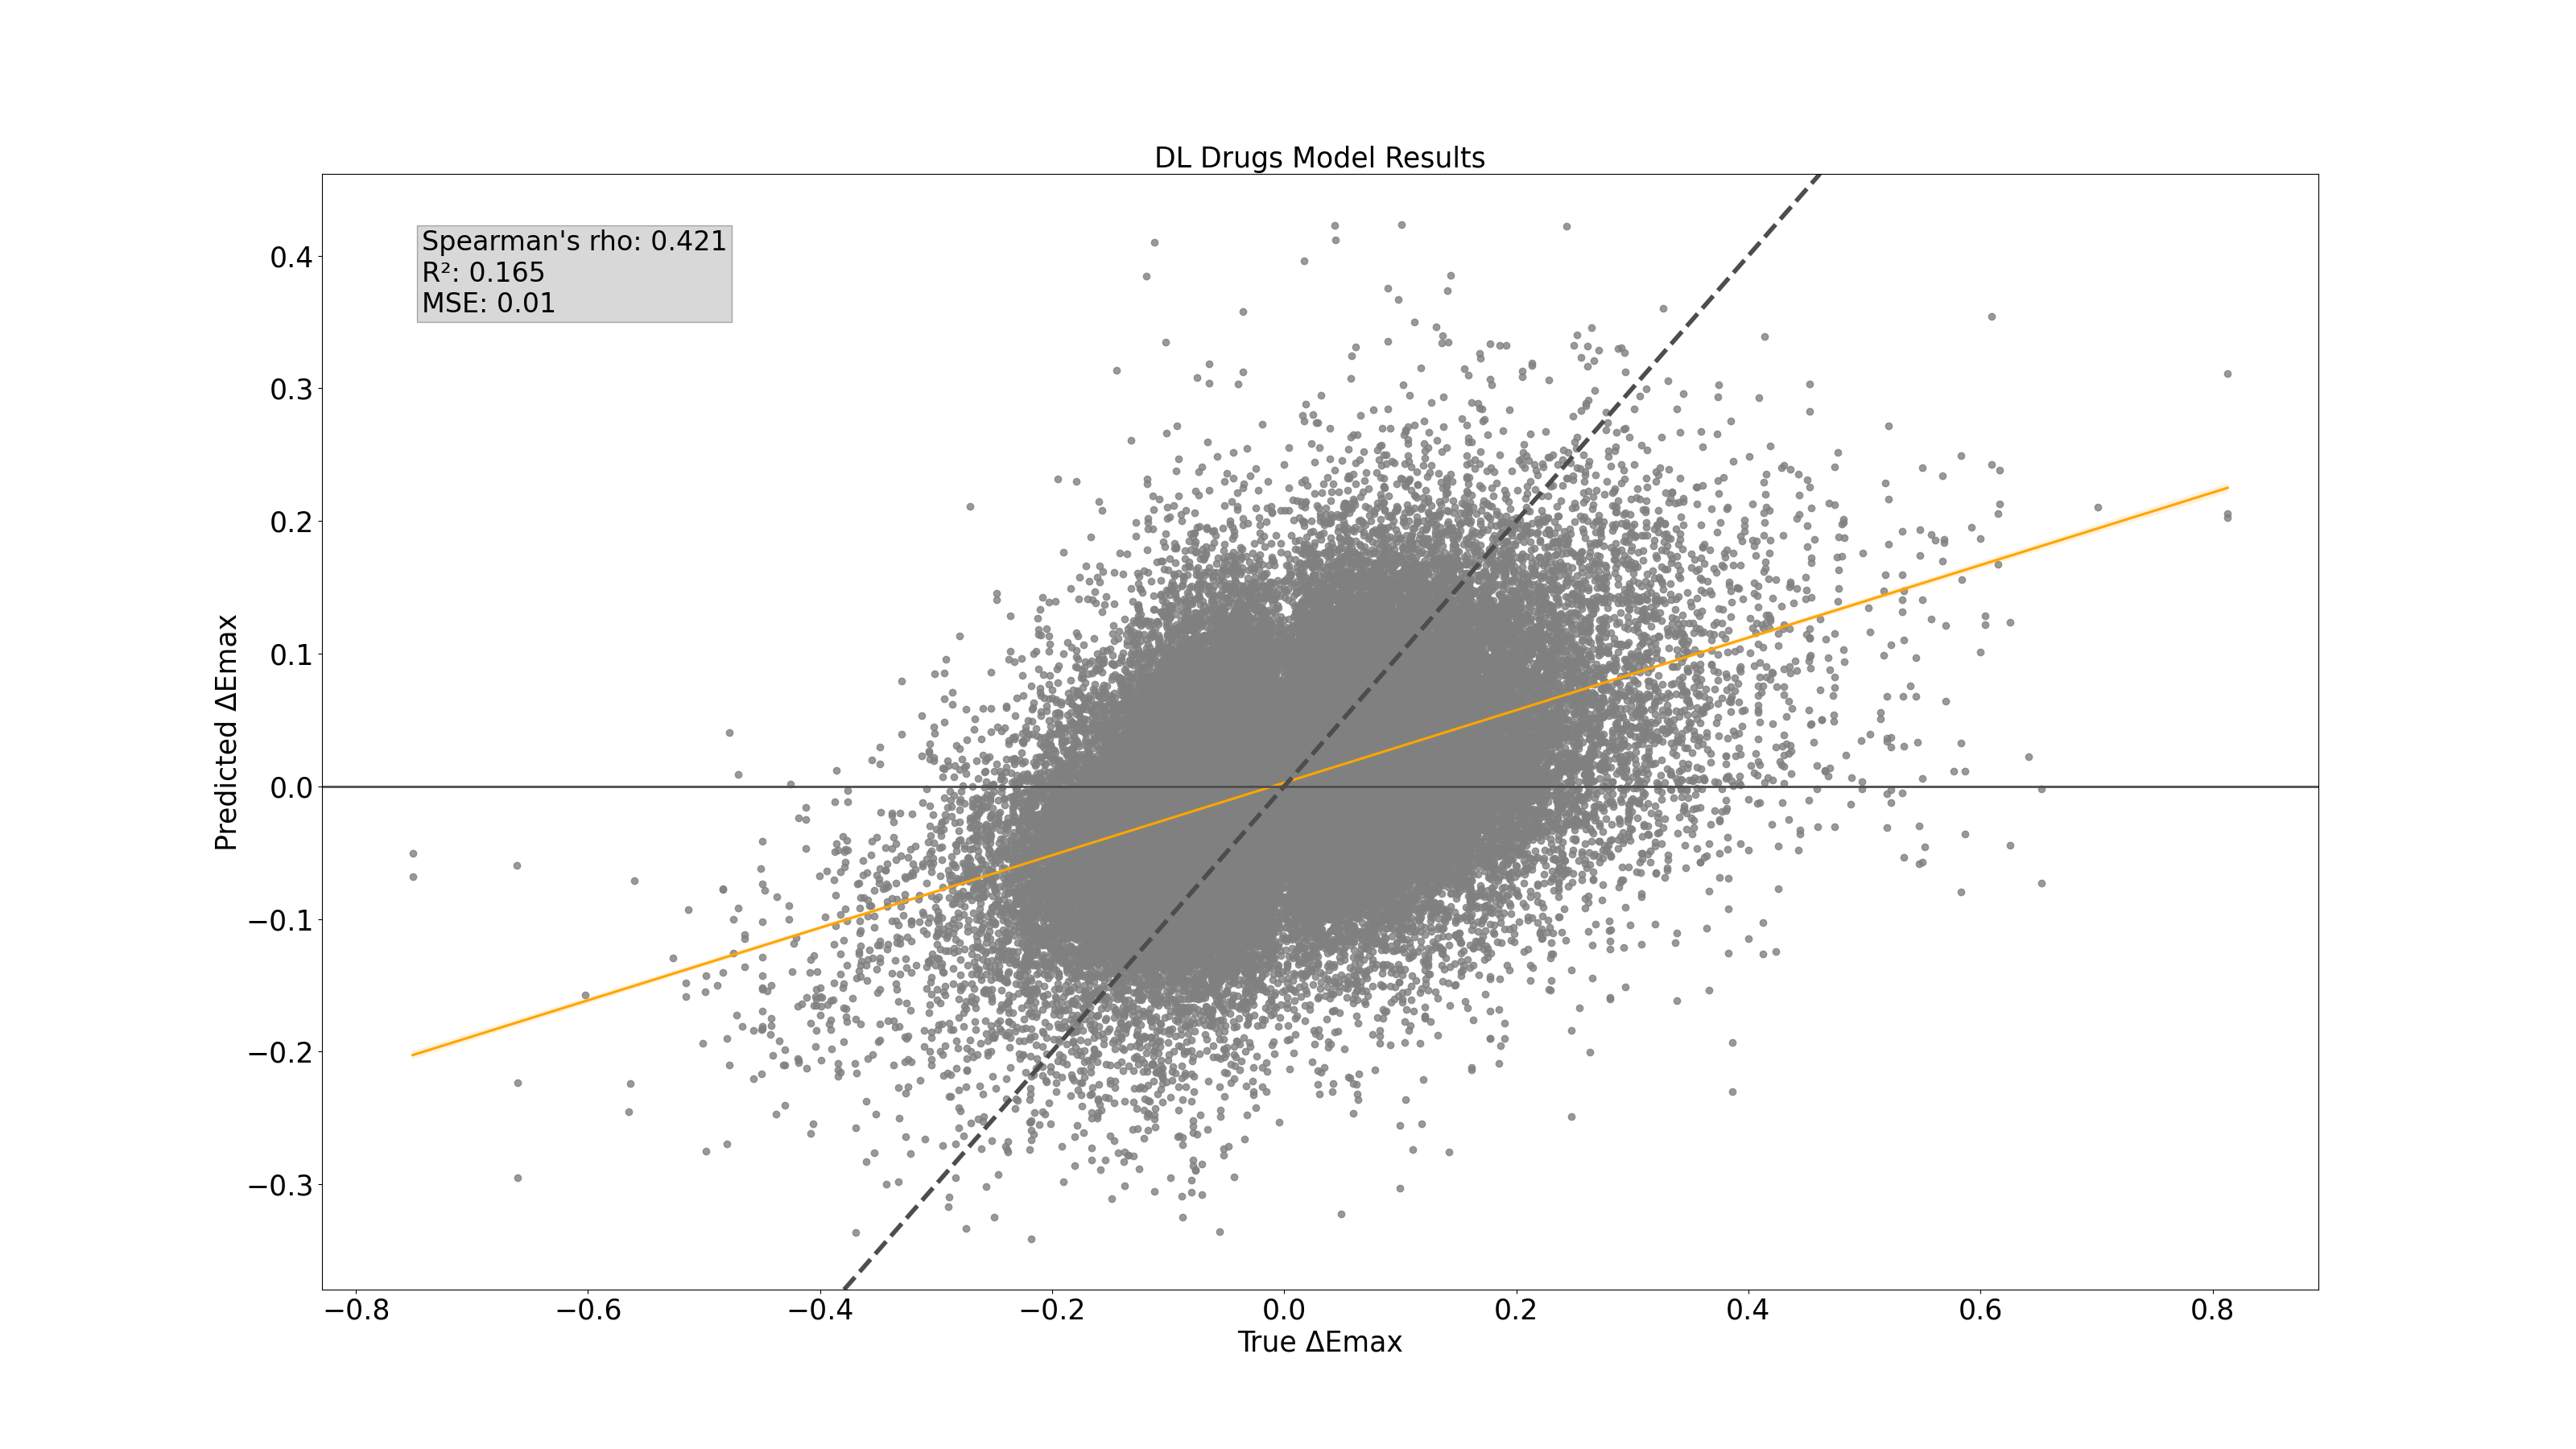 DL Drugs Model Results
Spearman's rho: 0.421
R²: 0.165
MSE: 0.01
Predicted ΔEmax
0.4
0.3
0.2
0.1
0.0
−0.1
−0.2
−0.3
−0.8 −0.6 −0.4 −0.2 0.0 0.2 0.4 0.6 0.8
True ΔEmax